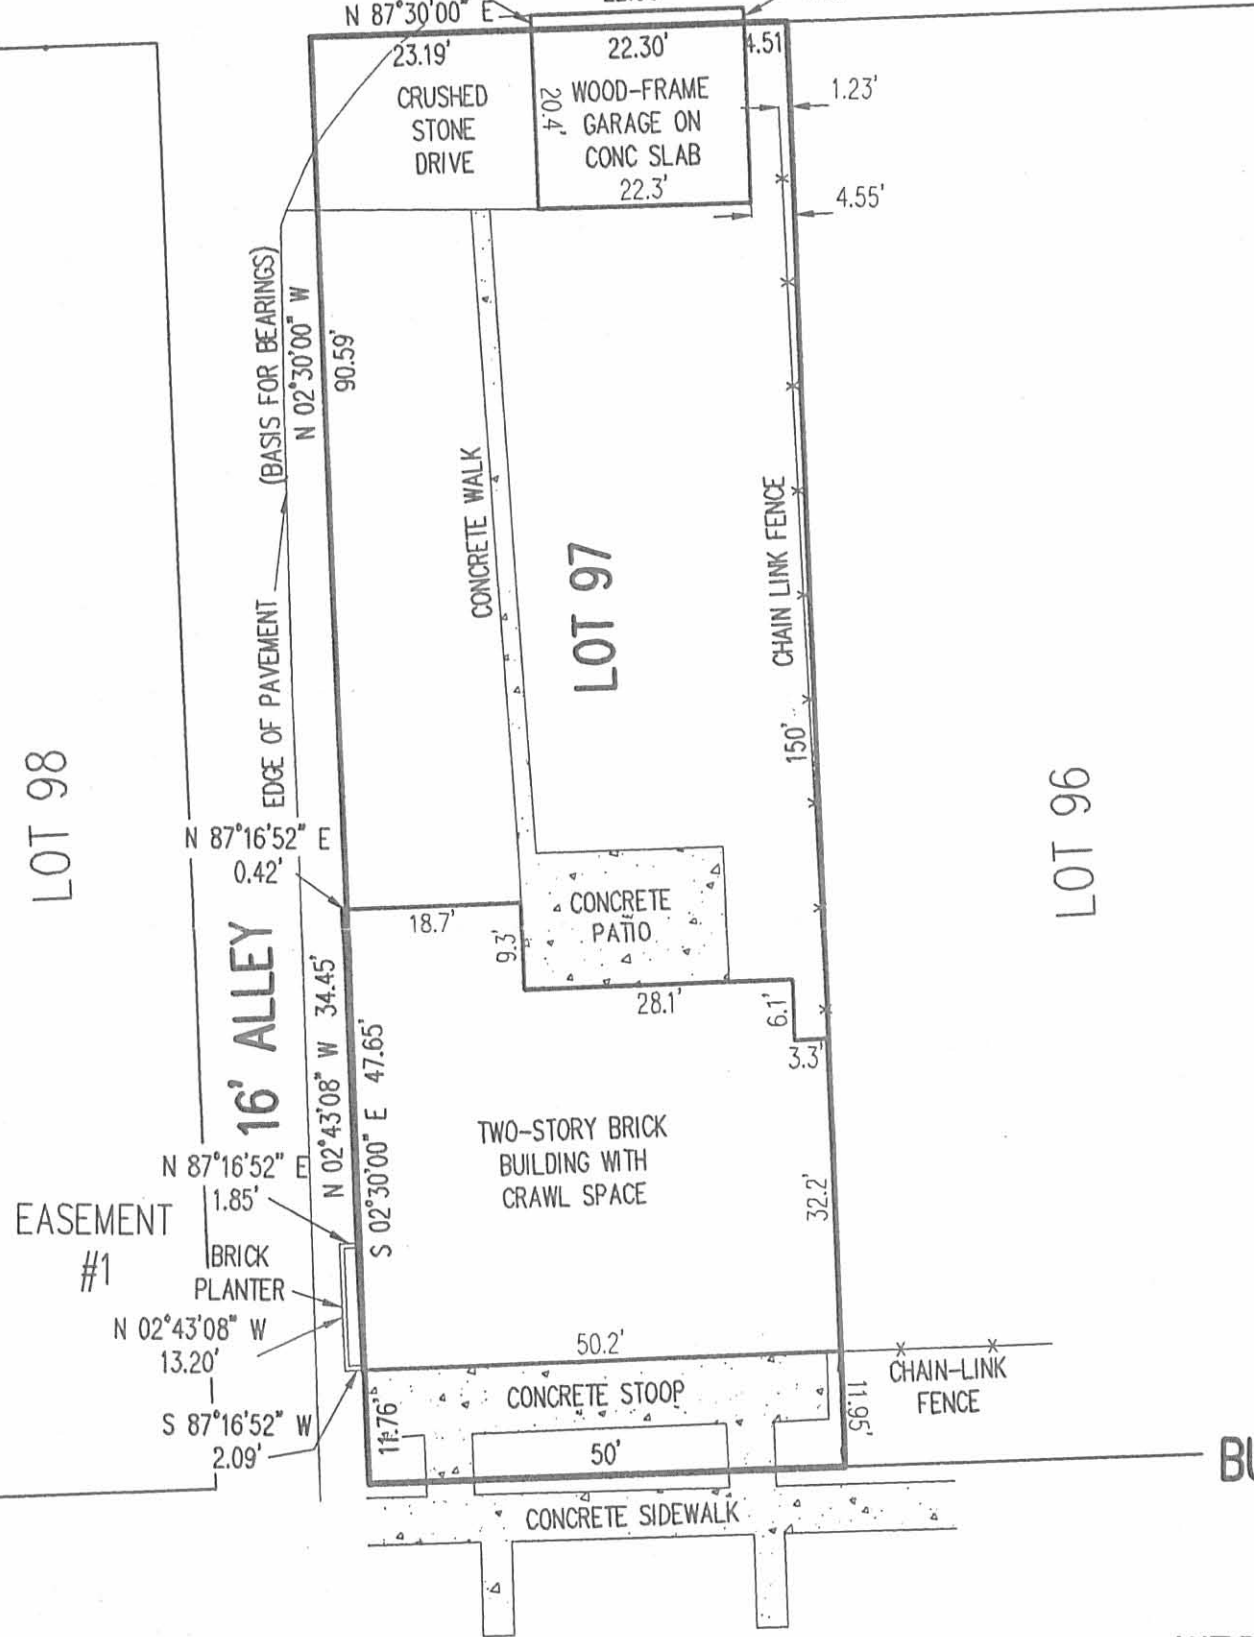 N 87°30'00" E
23.19'
22.30'
4.51
CRUSHED
STONE
DRIVE
20.4'
WOOD-FRAME
GARAGE ON
CONC SLAB
22.3'
1.23'
4.55'
(BASIS FOR BEARINGS)
N 02°30'00" W
90.59'
CONCRETE WALK
LOT 97
CHAIN LINK FENCE
150'
EDGE OF PAVEMENT
LOT 98
LOT 96
N 87°16'52" E
0.42'
18.7'
9.3'
CONCRETE
PATIO
28.1'
6.1'
3.3'
16' ALLEY
N 02°43'08" W 34.45'
S 02°30'00" E 47.65'
TWO-STORY BRICK
BUILDING WITH
CRAWL SPACE
32.2'
N 87°16'52" E
1.85'
EASEMENT
#1
BRICK
PLANTER
N 02°43'08" W
13.20'
S 87°16'52" W
2.09'
50.2'
CONCRETE STOOP
11.76'
11.95'
50'
CHAIN-LINK
FENCE
BU
CONCRETE SIDEWALK